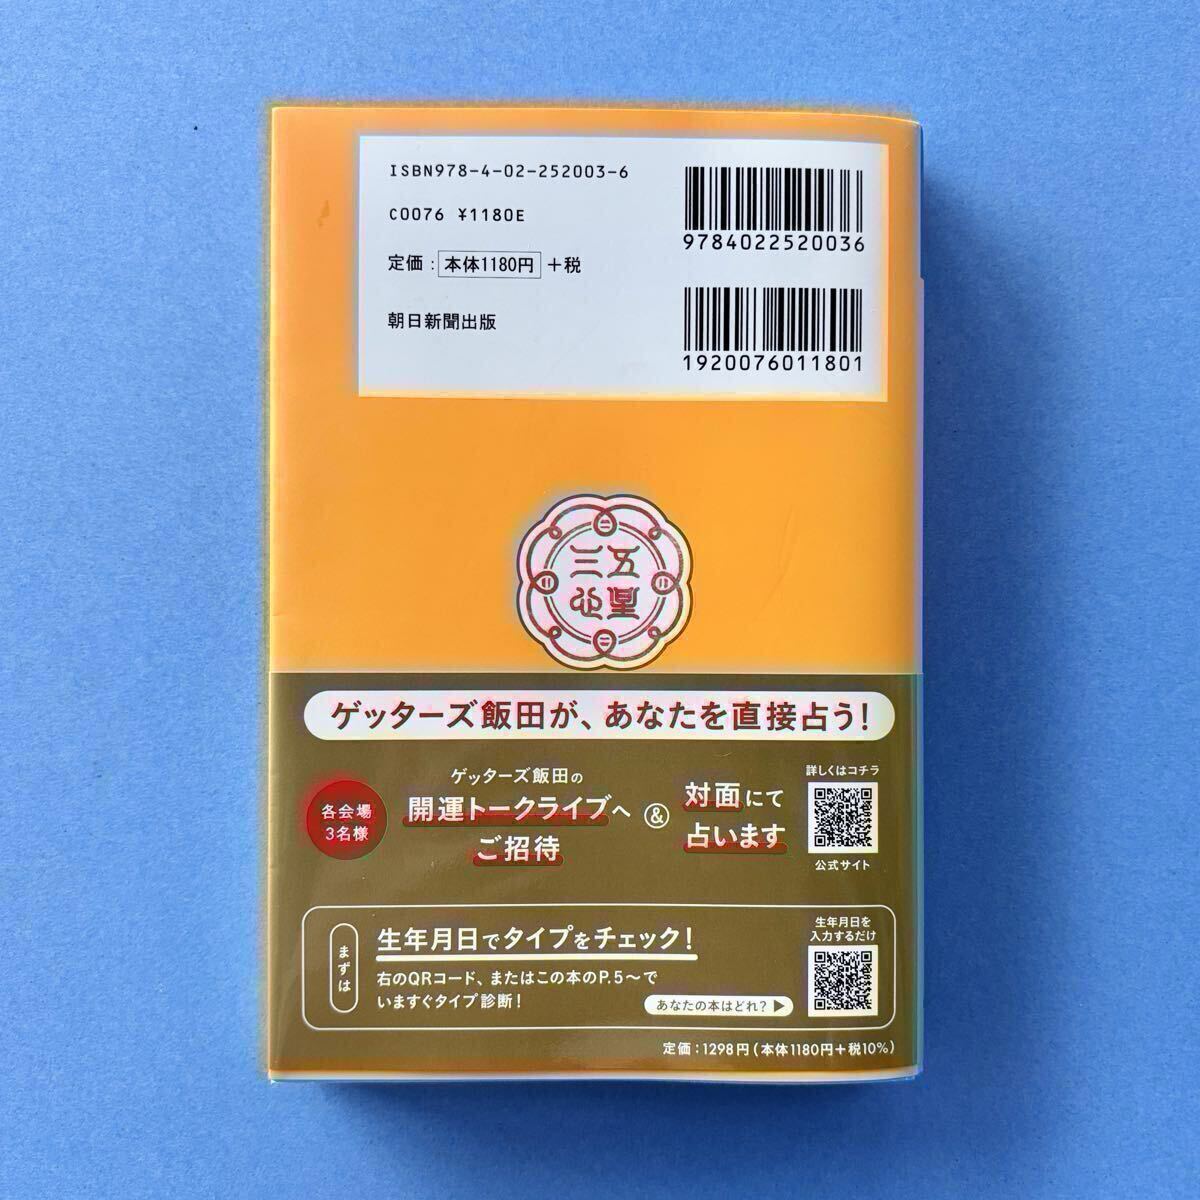 ISBN978-4-02-252003-6
C0076 ¥1180E
定価：本体1180円＋税
朝日新聞出版
9784022520036
1920076011801
三五
心星
ゲッターズ飯田が、あなたを直接占う！
各会場
3名様
ゲッターズ飯田の
開運トークライブへ
ご招待
&
対面にて
占います
詳しくはコチラ
公式サイト
まずは
生年月日でタイプをチェック！
右のQRコード、またはこの本のP.5〜で
いますぐタイプ診断！
あなたの本はどれ？▶
生年月日を
入力するだけ
定価：1298円（本体1180円＋税10%）